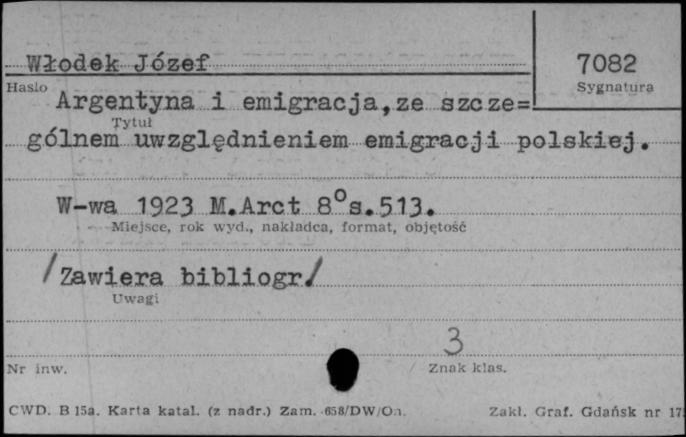 Włodek Józef
7082
Hasło
Sygnatura
Argentyna i emigracja,ze szcze=
Tytuł
gólnem uwzględnieniem emigracji polskiej.
W-wa 1923 M.Arct 8°s.513.
Miejsce, rok wyd., nakładca, format, objętość
/Zawiera bibliogr/
Uwagi
3
Nr inw.
Znak klas.
CWD. B 15a. Karta katal. (z nadr.) Zam. 658/DW/
Zakł. Graf. Gdańsk nr